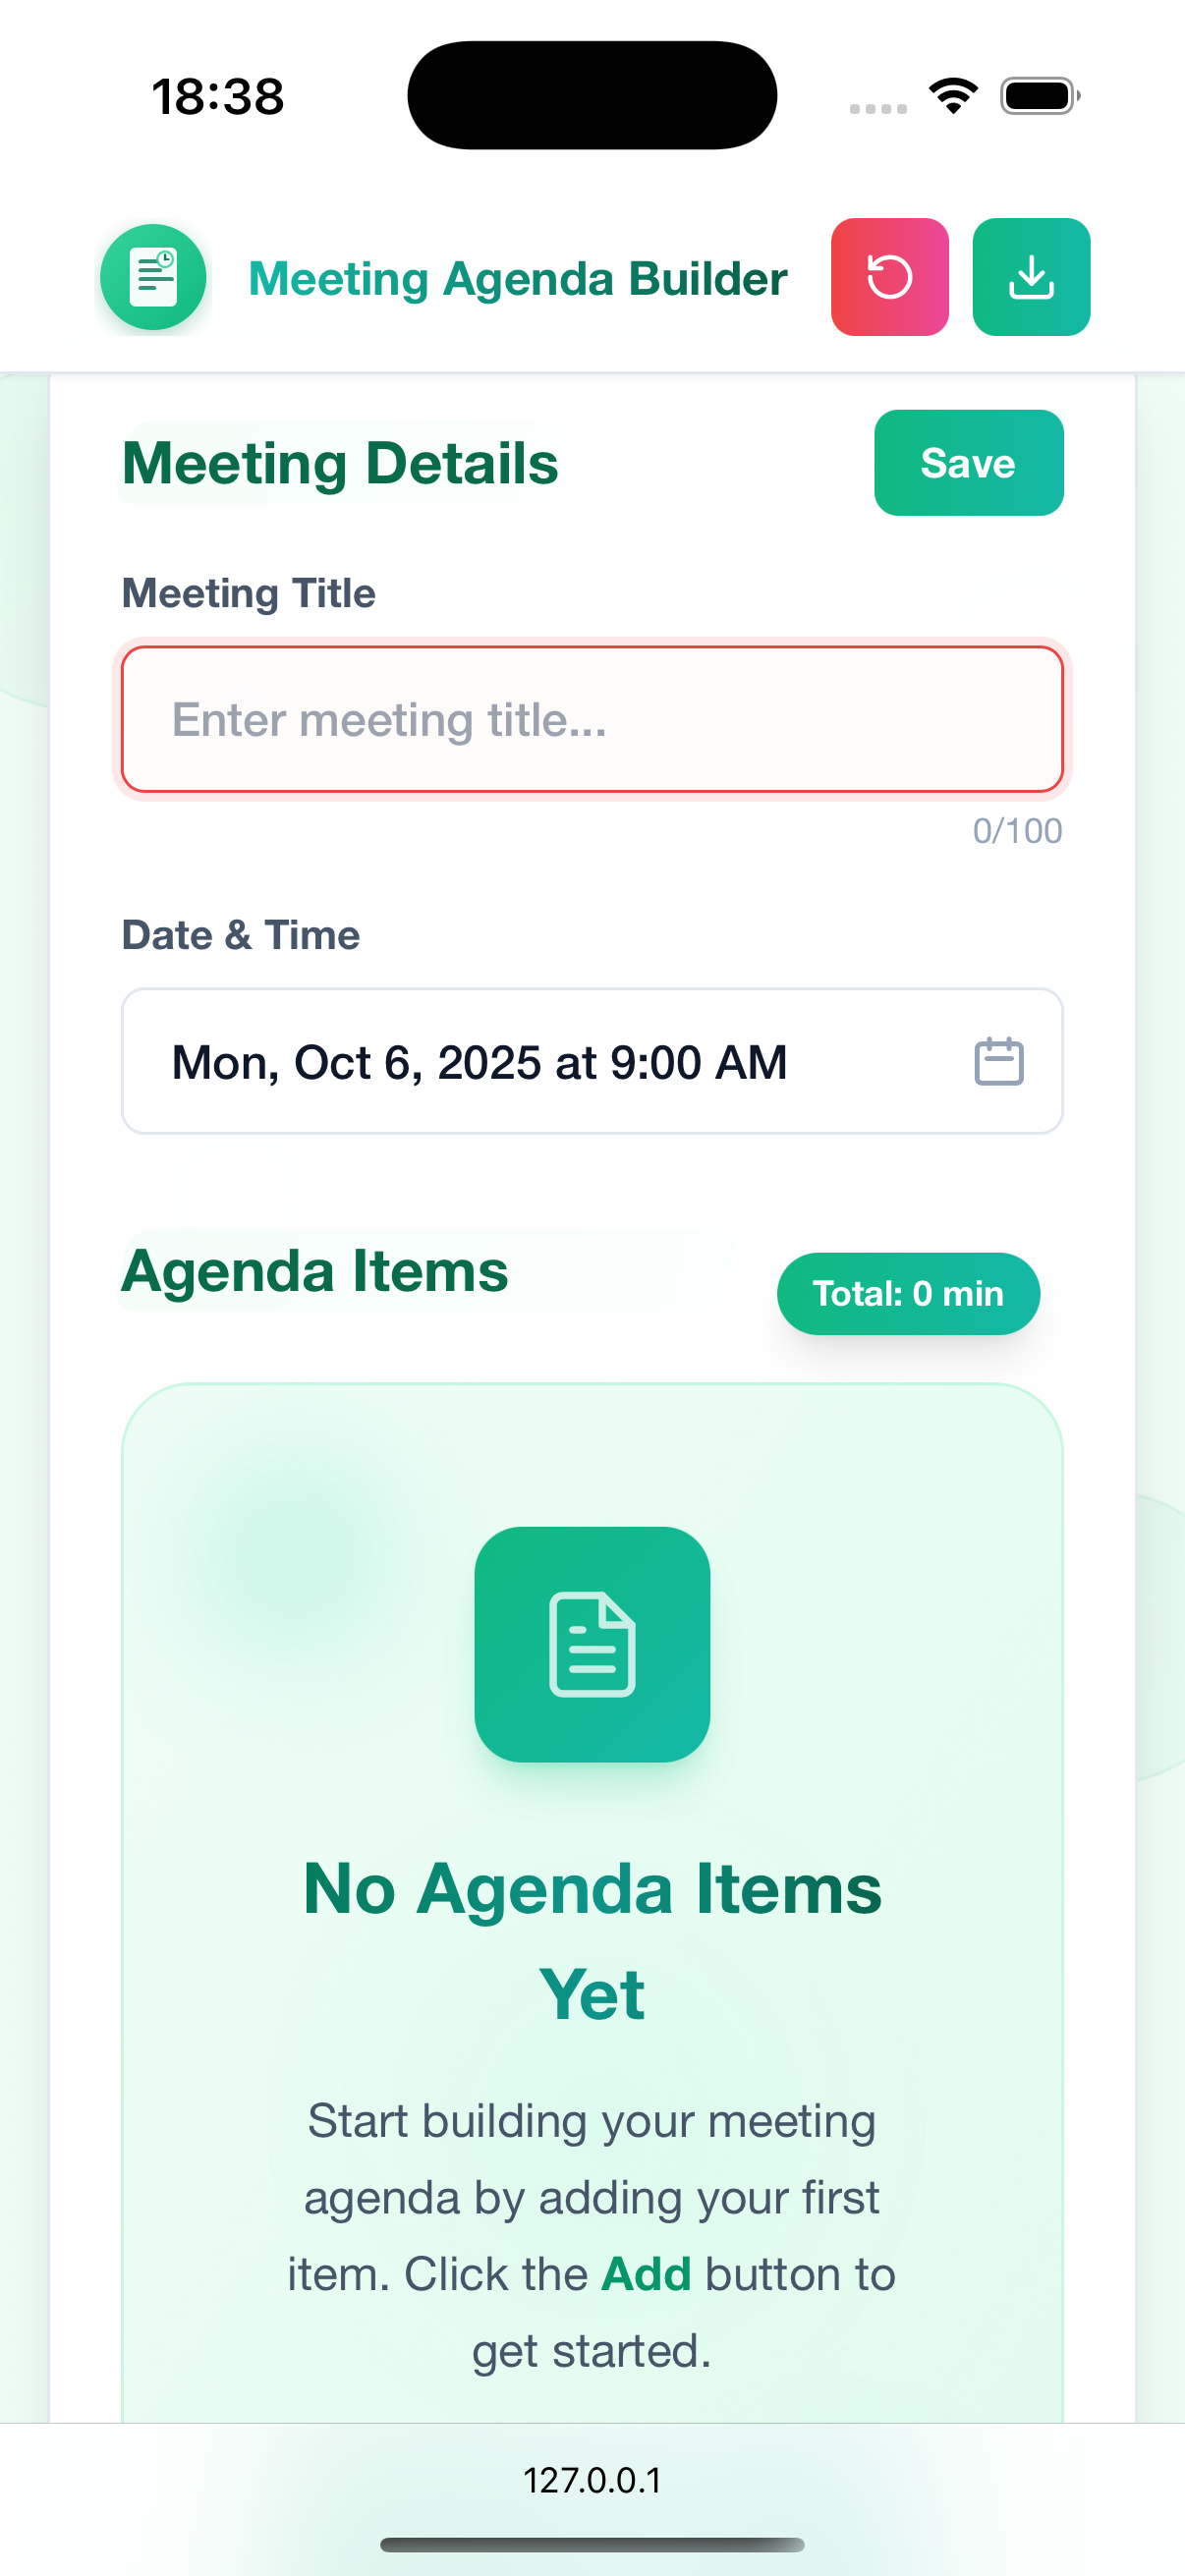 18:38
Meeting Agenda Builder
Meeting Details
Save
Meeting Title
Enter meeting title...
0/100
Date & Time
Mon, Oct 6, 2025 at 9:00 AM
Agenda Items
Total: 0 min
No Agenda Items
Yet
Start building your meeting
agenda by adding your first
item. Click the Add button to
get started.
127.0.0.1